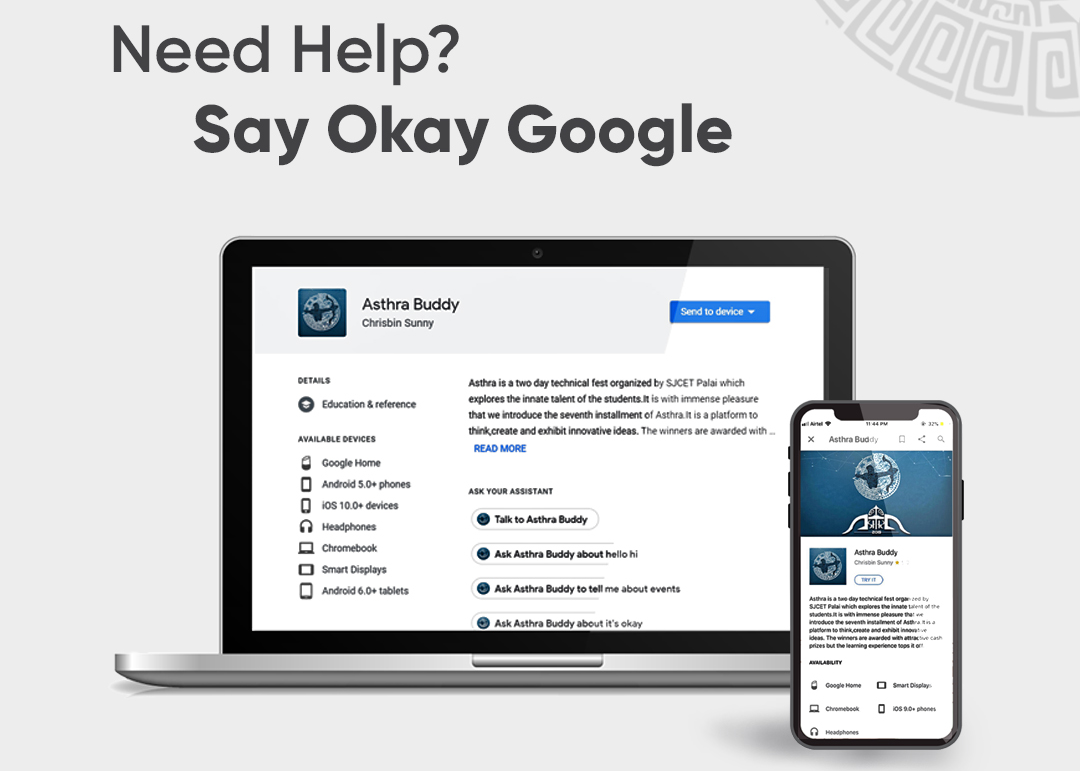 Need Help?
Say Okay Google
Asthra Buddy
Chrisbin Sunny
Send to device
DETAILS
Education & reference
AVAILABLE DEVICES
Google Home
Android 5.0+ phones
iOS 10.0+ devices
Headphones
Chromebook
Smart Displays
Android 6.0+ tablets
Asthra is a two day technical fest organized by SJCET Palai which
explores the innate talent of the students.It is with immense pleasure
that we introduce the seventh installment of Asthra.It is a platform to
think,create and exhibit innovative ideas. The winners are awarded with ...
READ MORE
ASK YOUR ASSISTANT
Talk to Asthra Buddy
Ask Asthra Buddy about hello hi
Ask Asthra Buddy to tell me about events
Ask Asthra Buddy about it's okay
Airtel 11:44 PM 32%
Asthra Buddy
2019
Asthra Buddy
Chrisbin Sunny
TRY IT
Asthra is a two day technical fest organized by
SJCET Palai which explores the innate talent of the
students.It is with immense pleasure that we
introduce the seventh installment of Asthra.It is a
platform to think,create and exhibit innovative
ideas. The winners are awarded with attractive cash
prizes but the learning experience tops it off
AVAILABILITY
Google Home
Smart Displays
Chromebook
iOS 9.0+ phones
Headphones